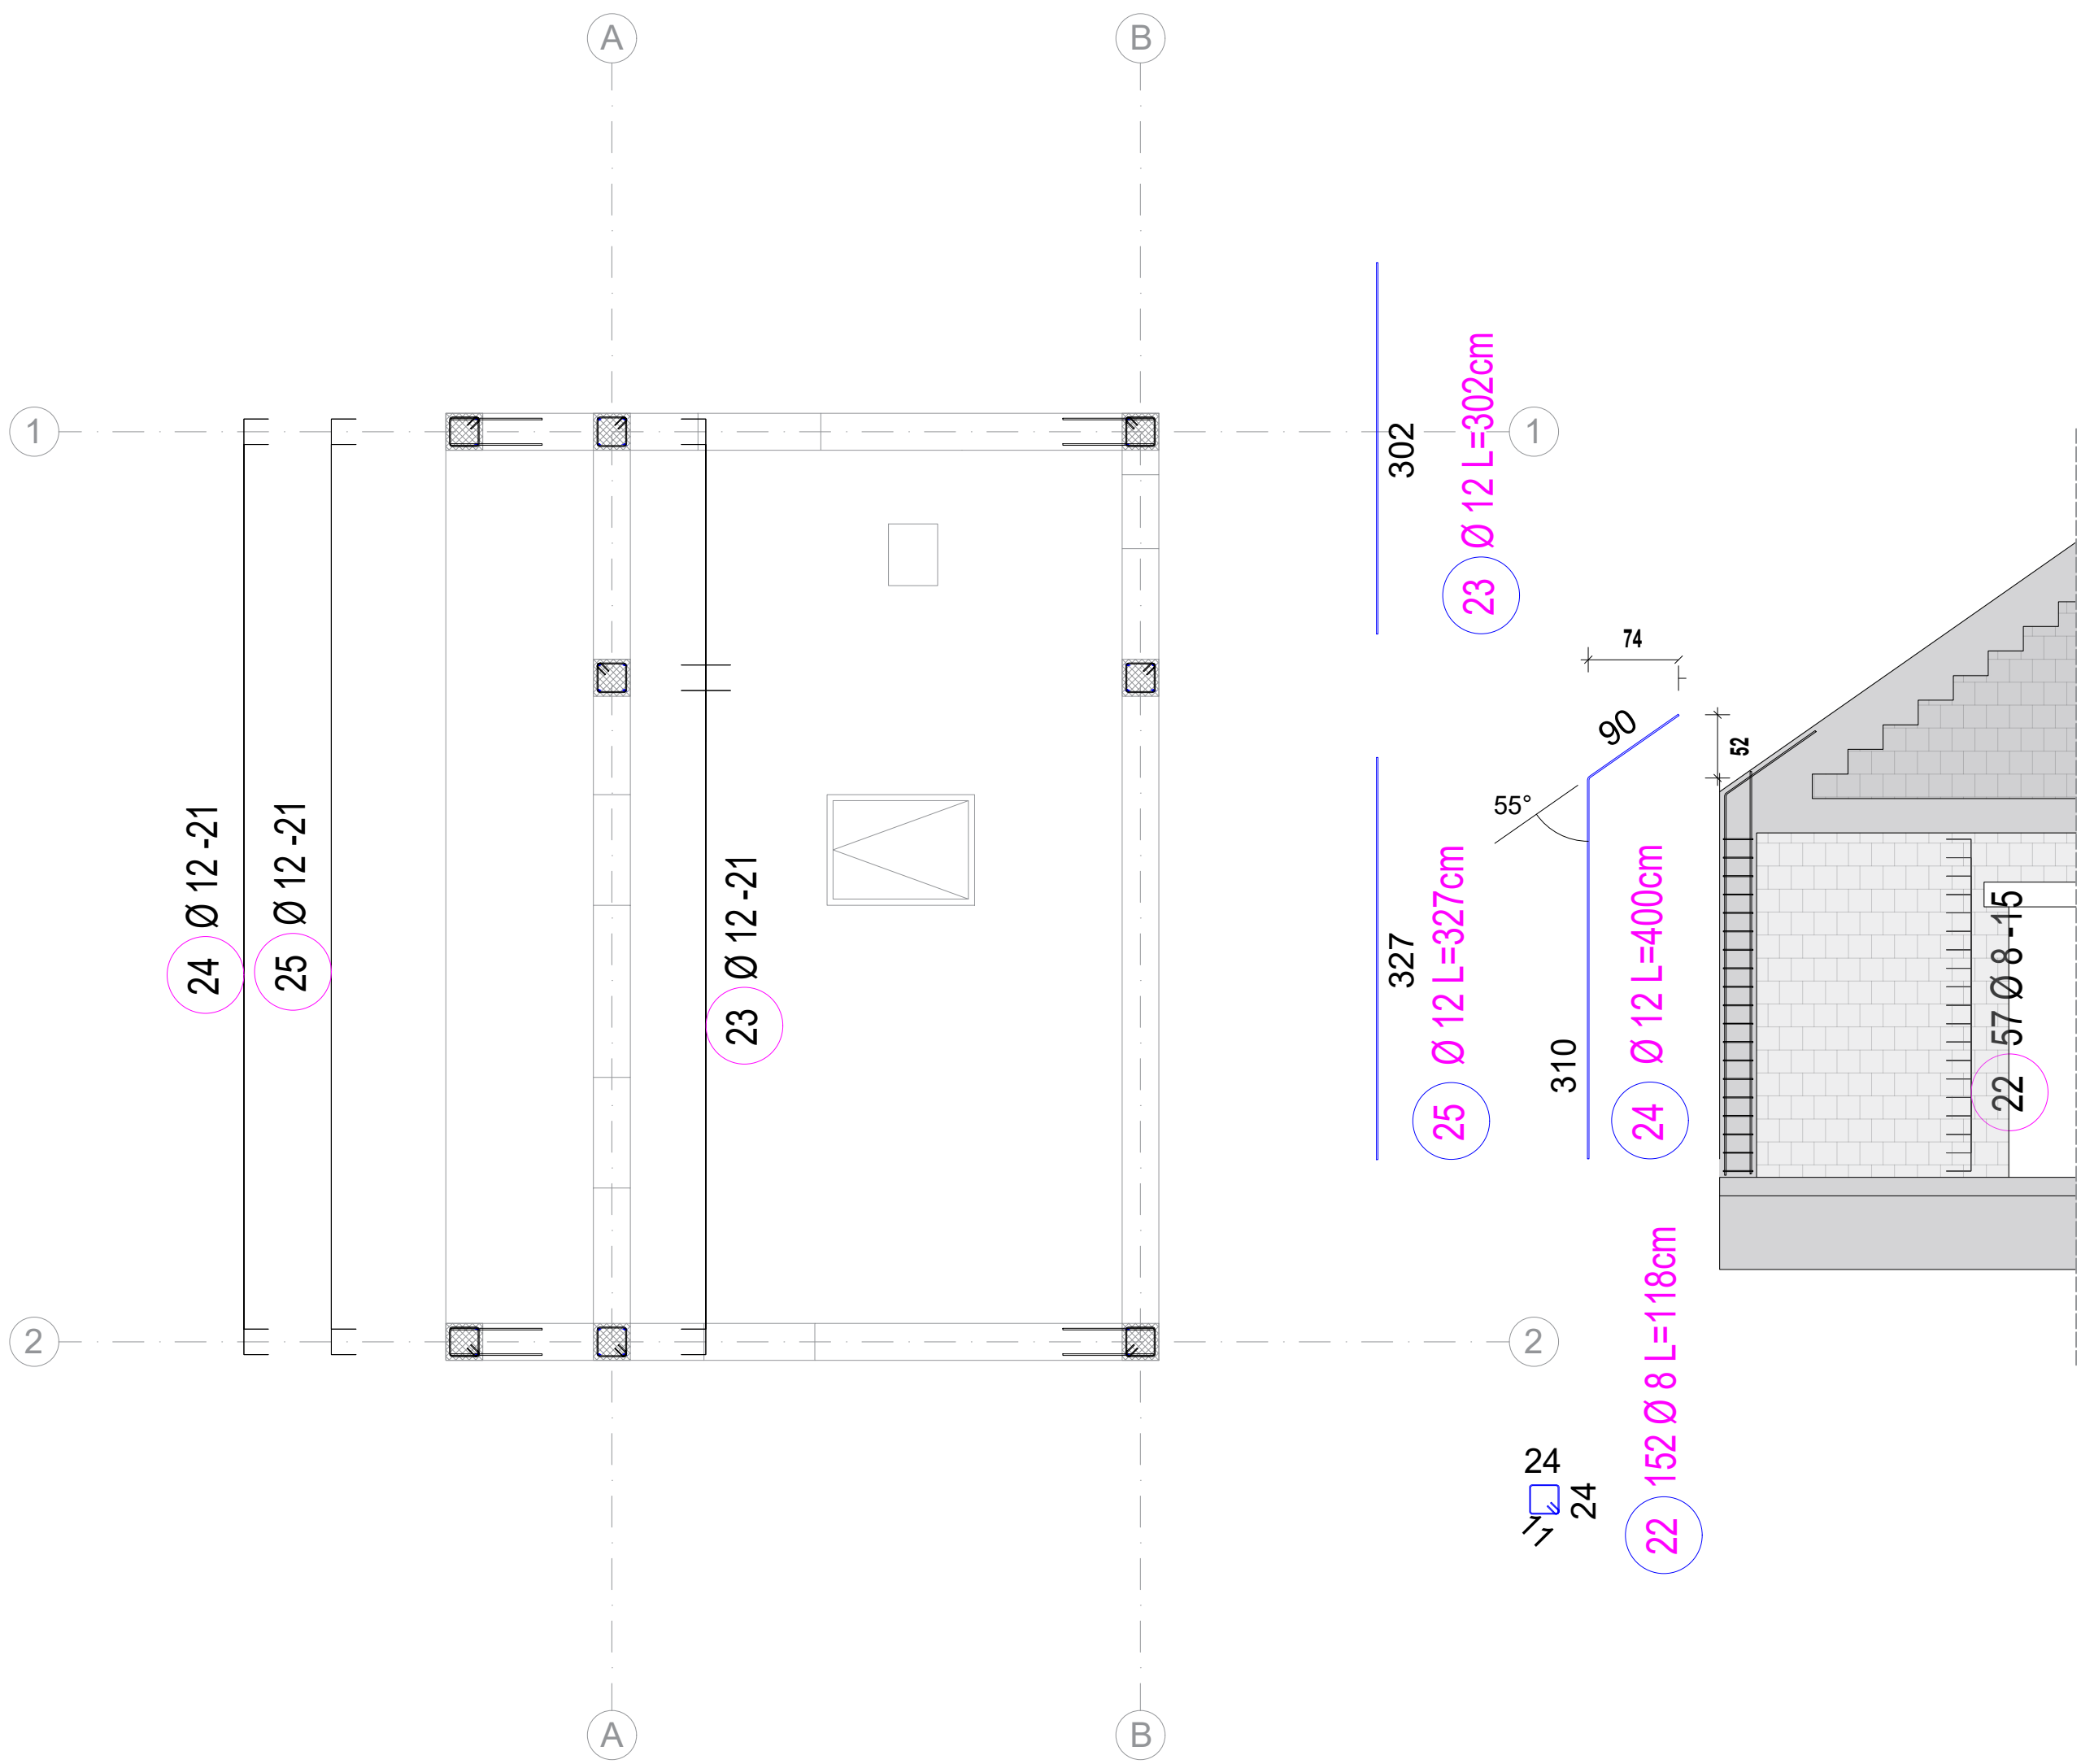 A
B
1
1
302
23 Ø 12 L=302cm
74
90
52
55°
24 Ø 12 -21
25 Ø 12 -21
23 Ø 12 -21
327
25 Ø 12 L=327cm
310
24 Ø 12 L=400cm
22 57 Ø 8 -15
2
2
24
24
11
22 152 Ø 8 L=118cm
A
B